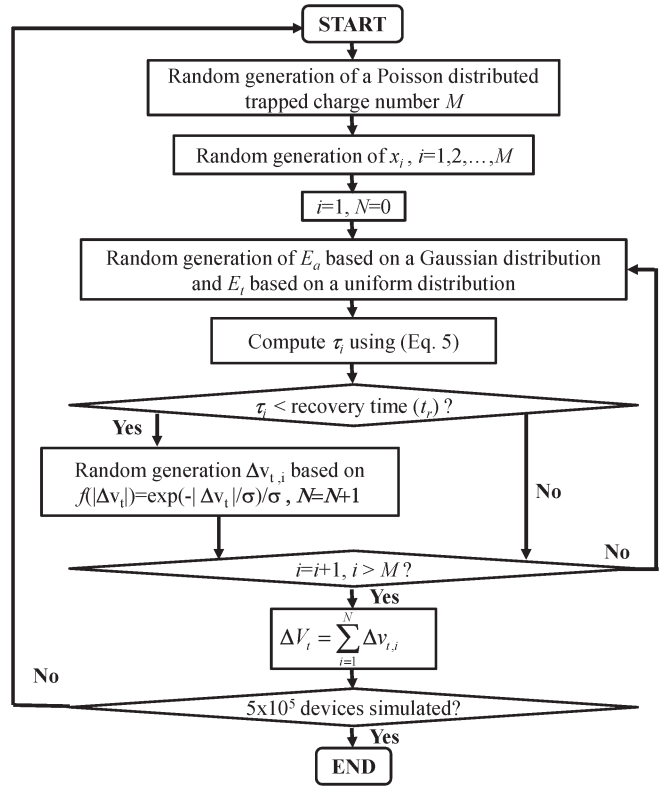 START
Random generation of a Poisson distributed
trapped charge number M
Random generation of xᵢ , i=1,2,…,M
i=1, N=0
Random generation of Eₐ based on a Gaussian distribution
and Eₜ based on a uniform distribution
Compute τᵢ using (Eq. 5)
τᵢ < recovery time (tᵣ) ?
Yes
Random generation Δvt,i based on
f(|Δvt|)=exp(-| Δvt |/σ)/σ , N=N+1
No
No
i=i+1, i > M ?
Yes
ΔVt = ∑ i=1 N Δvt,i
No
5x10⁵ devices simulated?
Yes
END